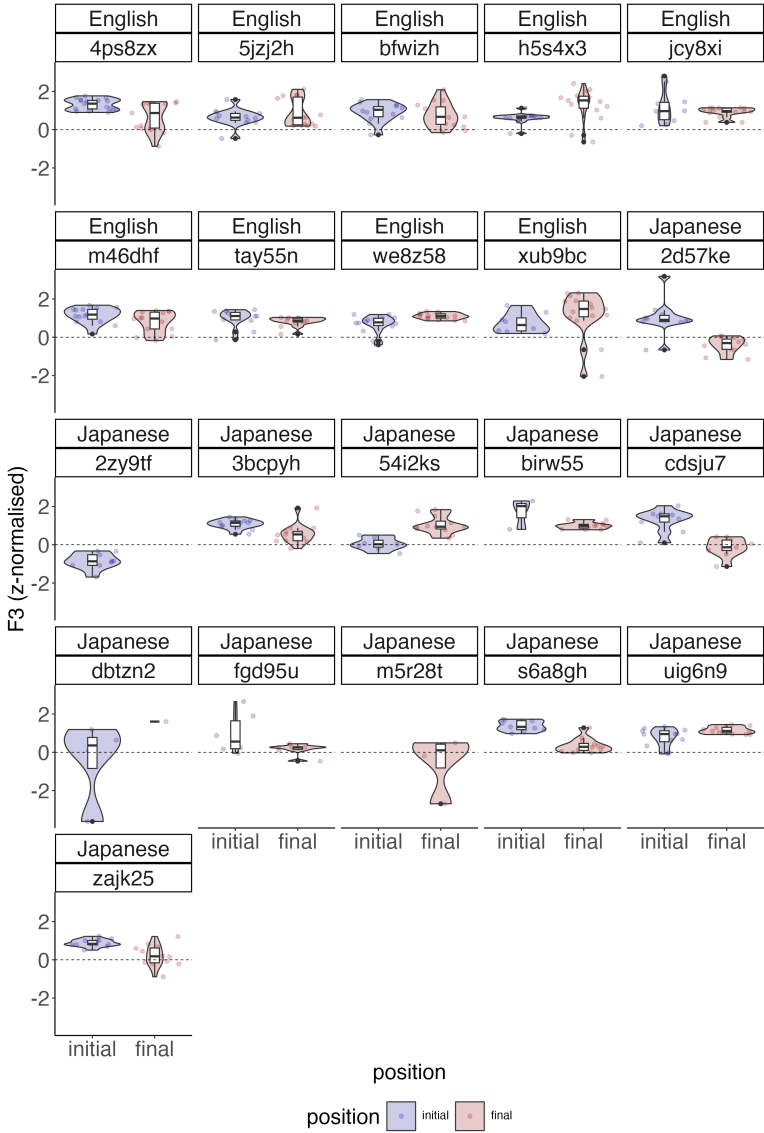 English English English English English
4ps8zx 5jzj2h bfwizh h5s4x3 jcy8xi
2
0
-2
English English English English Japanese
m46dhf tay55n we8z58 xub9bc 2d57ke
2
0
-2
Japanese Japanese Japanese Japanese Japanese
2zy9tf 3bcpyh 54i2ks birw55 cdsju7
2
0
-2
F3 (z-normalised)
Japanese Japanese Japanese Japanese Japanese
dbtzn2 fgd95u m5r28t s6a8gh uig6n9
2
0
-2
initial final initial final initial final initial final
Japanese
zajk25
2
0
-2
initial final
position
position initial final